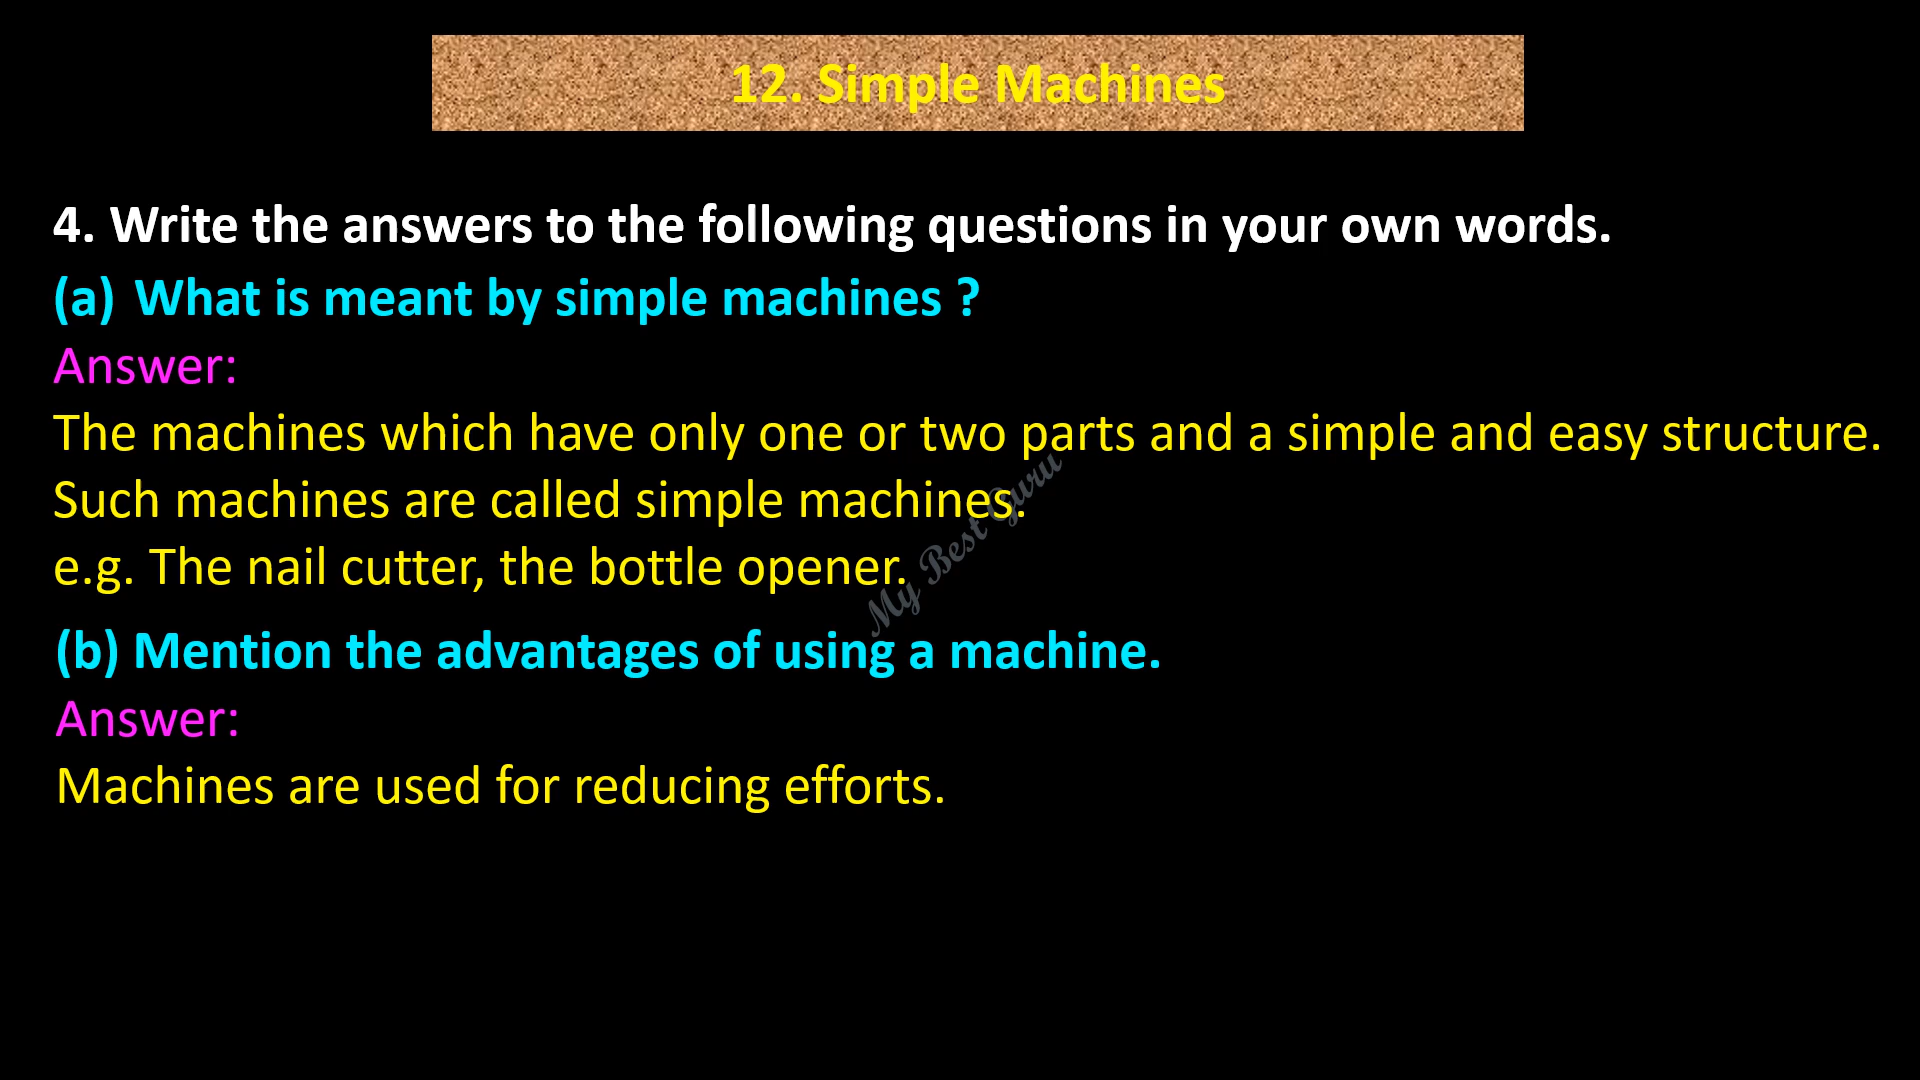 12. Simple Machines
4. Write the answers to the following questions in your own words.
(a) What is meant by simple machines ?
Answer:
The machines which have only one or two parts and a simple and easy structure.
Such machines are called simple machines.
e.g. The nail cutter, the bottle opener.
My Best Guru
(b) Mention the advantages of using a machine.
Answer:
Machines are used for reducing efforts.